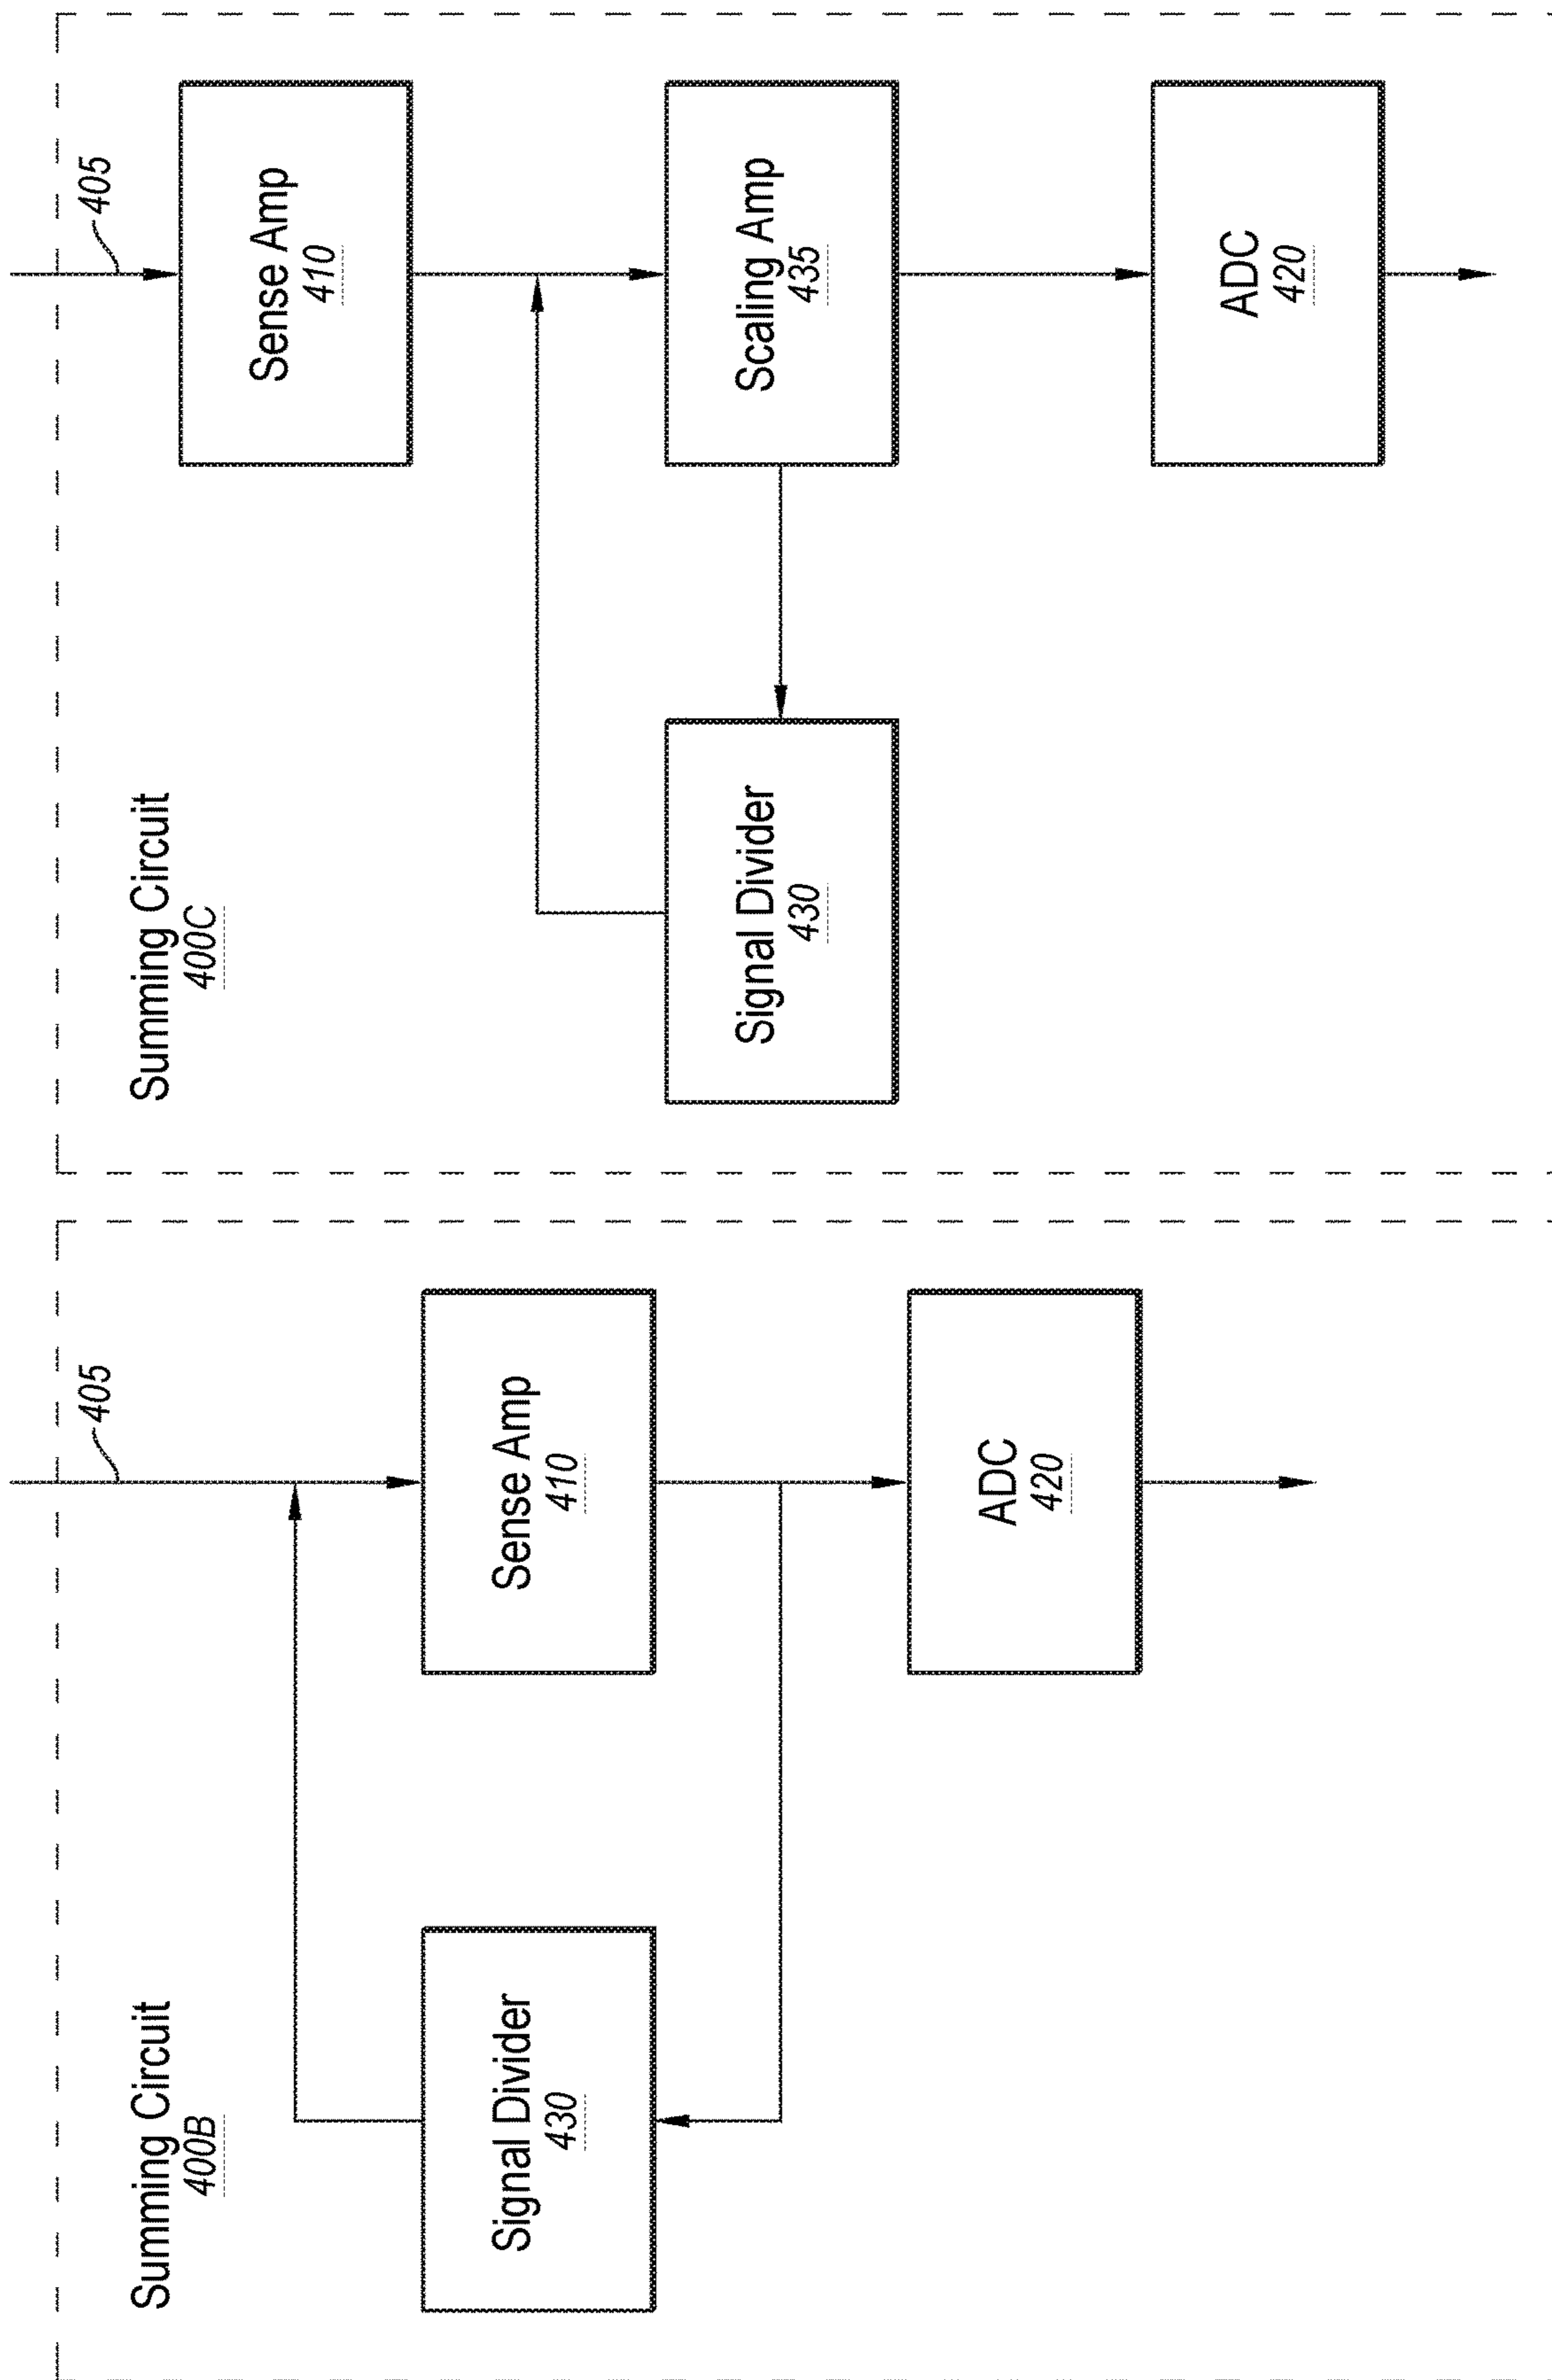 Summing Circuit
400B
405
Signal Divider
430
Sense Amp
410
ADC
420
Summing Circuit
400C
405
Sense Amp
410
Signal Divider
430
Scaling Amp
435
ADC
420